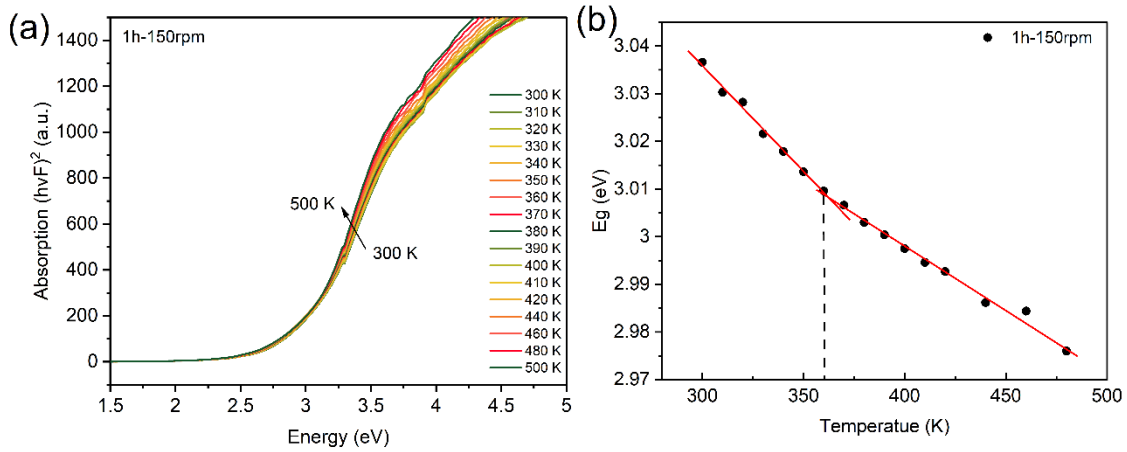 (a)
1h-150rpm
1400
1200
1000
800
600
400
200
0
Absorption (hvF)² (a.u.)
500 K
300 K
300 K
310 K
320 K
330 K
340 K
350 K
360 K
370 K
380 K
390 K
400 K
410 K
420 K
440 K
460 K
480 K
500 K
1.5 2 2.5 3 3.5 4 4.5 5
Energy (eV)
(b)
1h-150rpm
3.04
3.03
3.02
3.01
3
2.99
2.98
2.97
Eg (eV)
300 350 400 450 500
Temperatue (K)